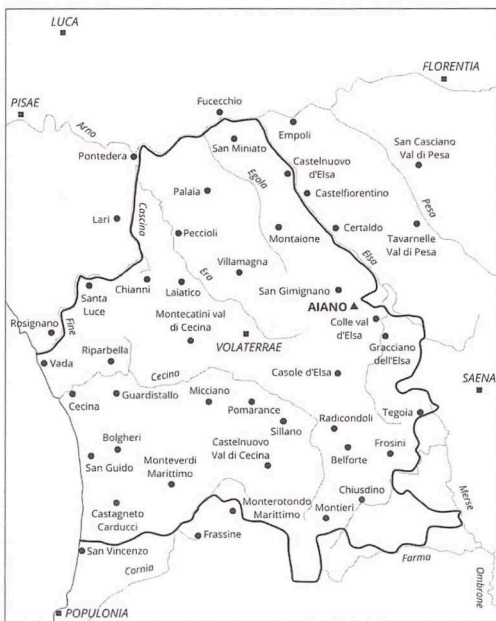 LUCA
FLORENTIA
PISAE
Fucecchio
Arno
Empoli
San Miniato
San Casciano
Val di Pesa
Pontedera
Castelnuovo
d'Elsa
Egola
Palaia
Castelfiorentino
Pesa
Cascina
Lari
Peccioli
Montaione
Certaldo
Tavarnelle
Val di Pesa
Elsa
Era
Villamagna
Santa
Luce
Chianni
Laiatico
San Gimignano
AIANO
Montecatini val
di Cecina
Colle val
d'Elsa
Rosignano
Fine
VOLATERRAE
Gracciano
dell'Elsa
Vada
Riparbella
Cecina
Casole d'Elsa
SAENA
Cecina
Guardistallo
Micciano
Pomarance
Tegoia
Sillano
Radicondoli
Bolgheri
Castelnuovo
Val di Cecina
Frosini
San Guido
Monteverdi
Marittimo
Belforte
Merse
Chiusdino
Castagneto
Carducci
Monterotondo
Marittimo
Montieri
San Vincenzo
Frassine
Farma
Cornia
Ombrone
POPULONIA